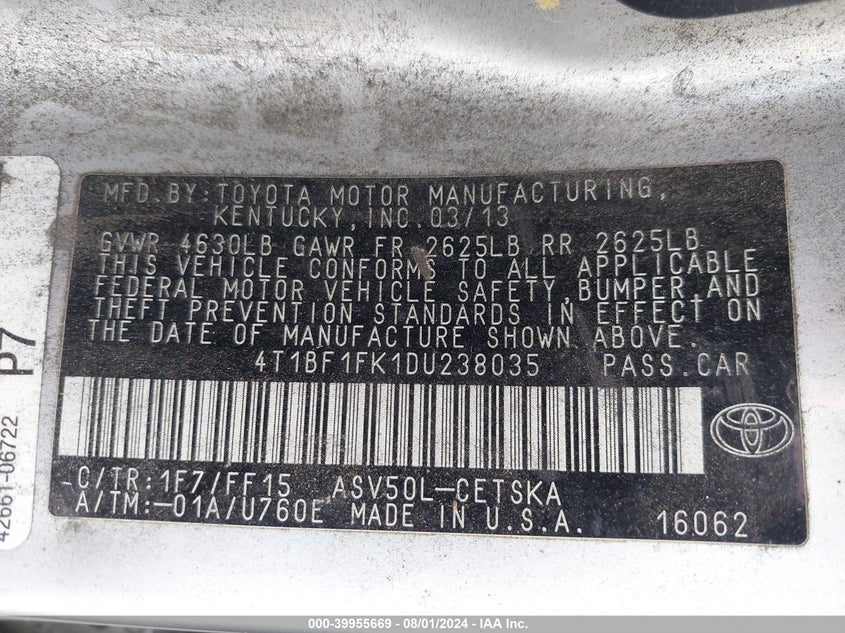 MFD.BY:TOYOTA MOTOR MANUFACTURING,
KENTUCKY,INC.03/13
GVWR 4630LB GAWR FR 2625LB RR 2625LB
THIS VEHICLE CONFORMS TO ALL APPLICABLE
FEDERAL MOTOR VEHICLE SAFETY,BUMPER,AND
THEFT PREVENTION STANDARDS IN EFFECT ON
THE DATE OF MANUFACTURE SHOWN ABOVE.
4T1BF1FK1DU238035 PASS.CAR
C/TR:1F7/FF15 ASV50L-CETSKA
A/TM:-01A/U760E MADE IN U.S.A. 16062
P7
42661-06722
000-39955669 - 08/01/2024 - IAA Inc.